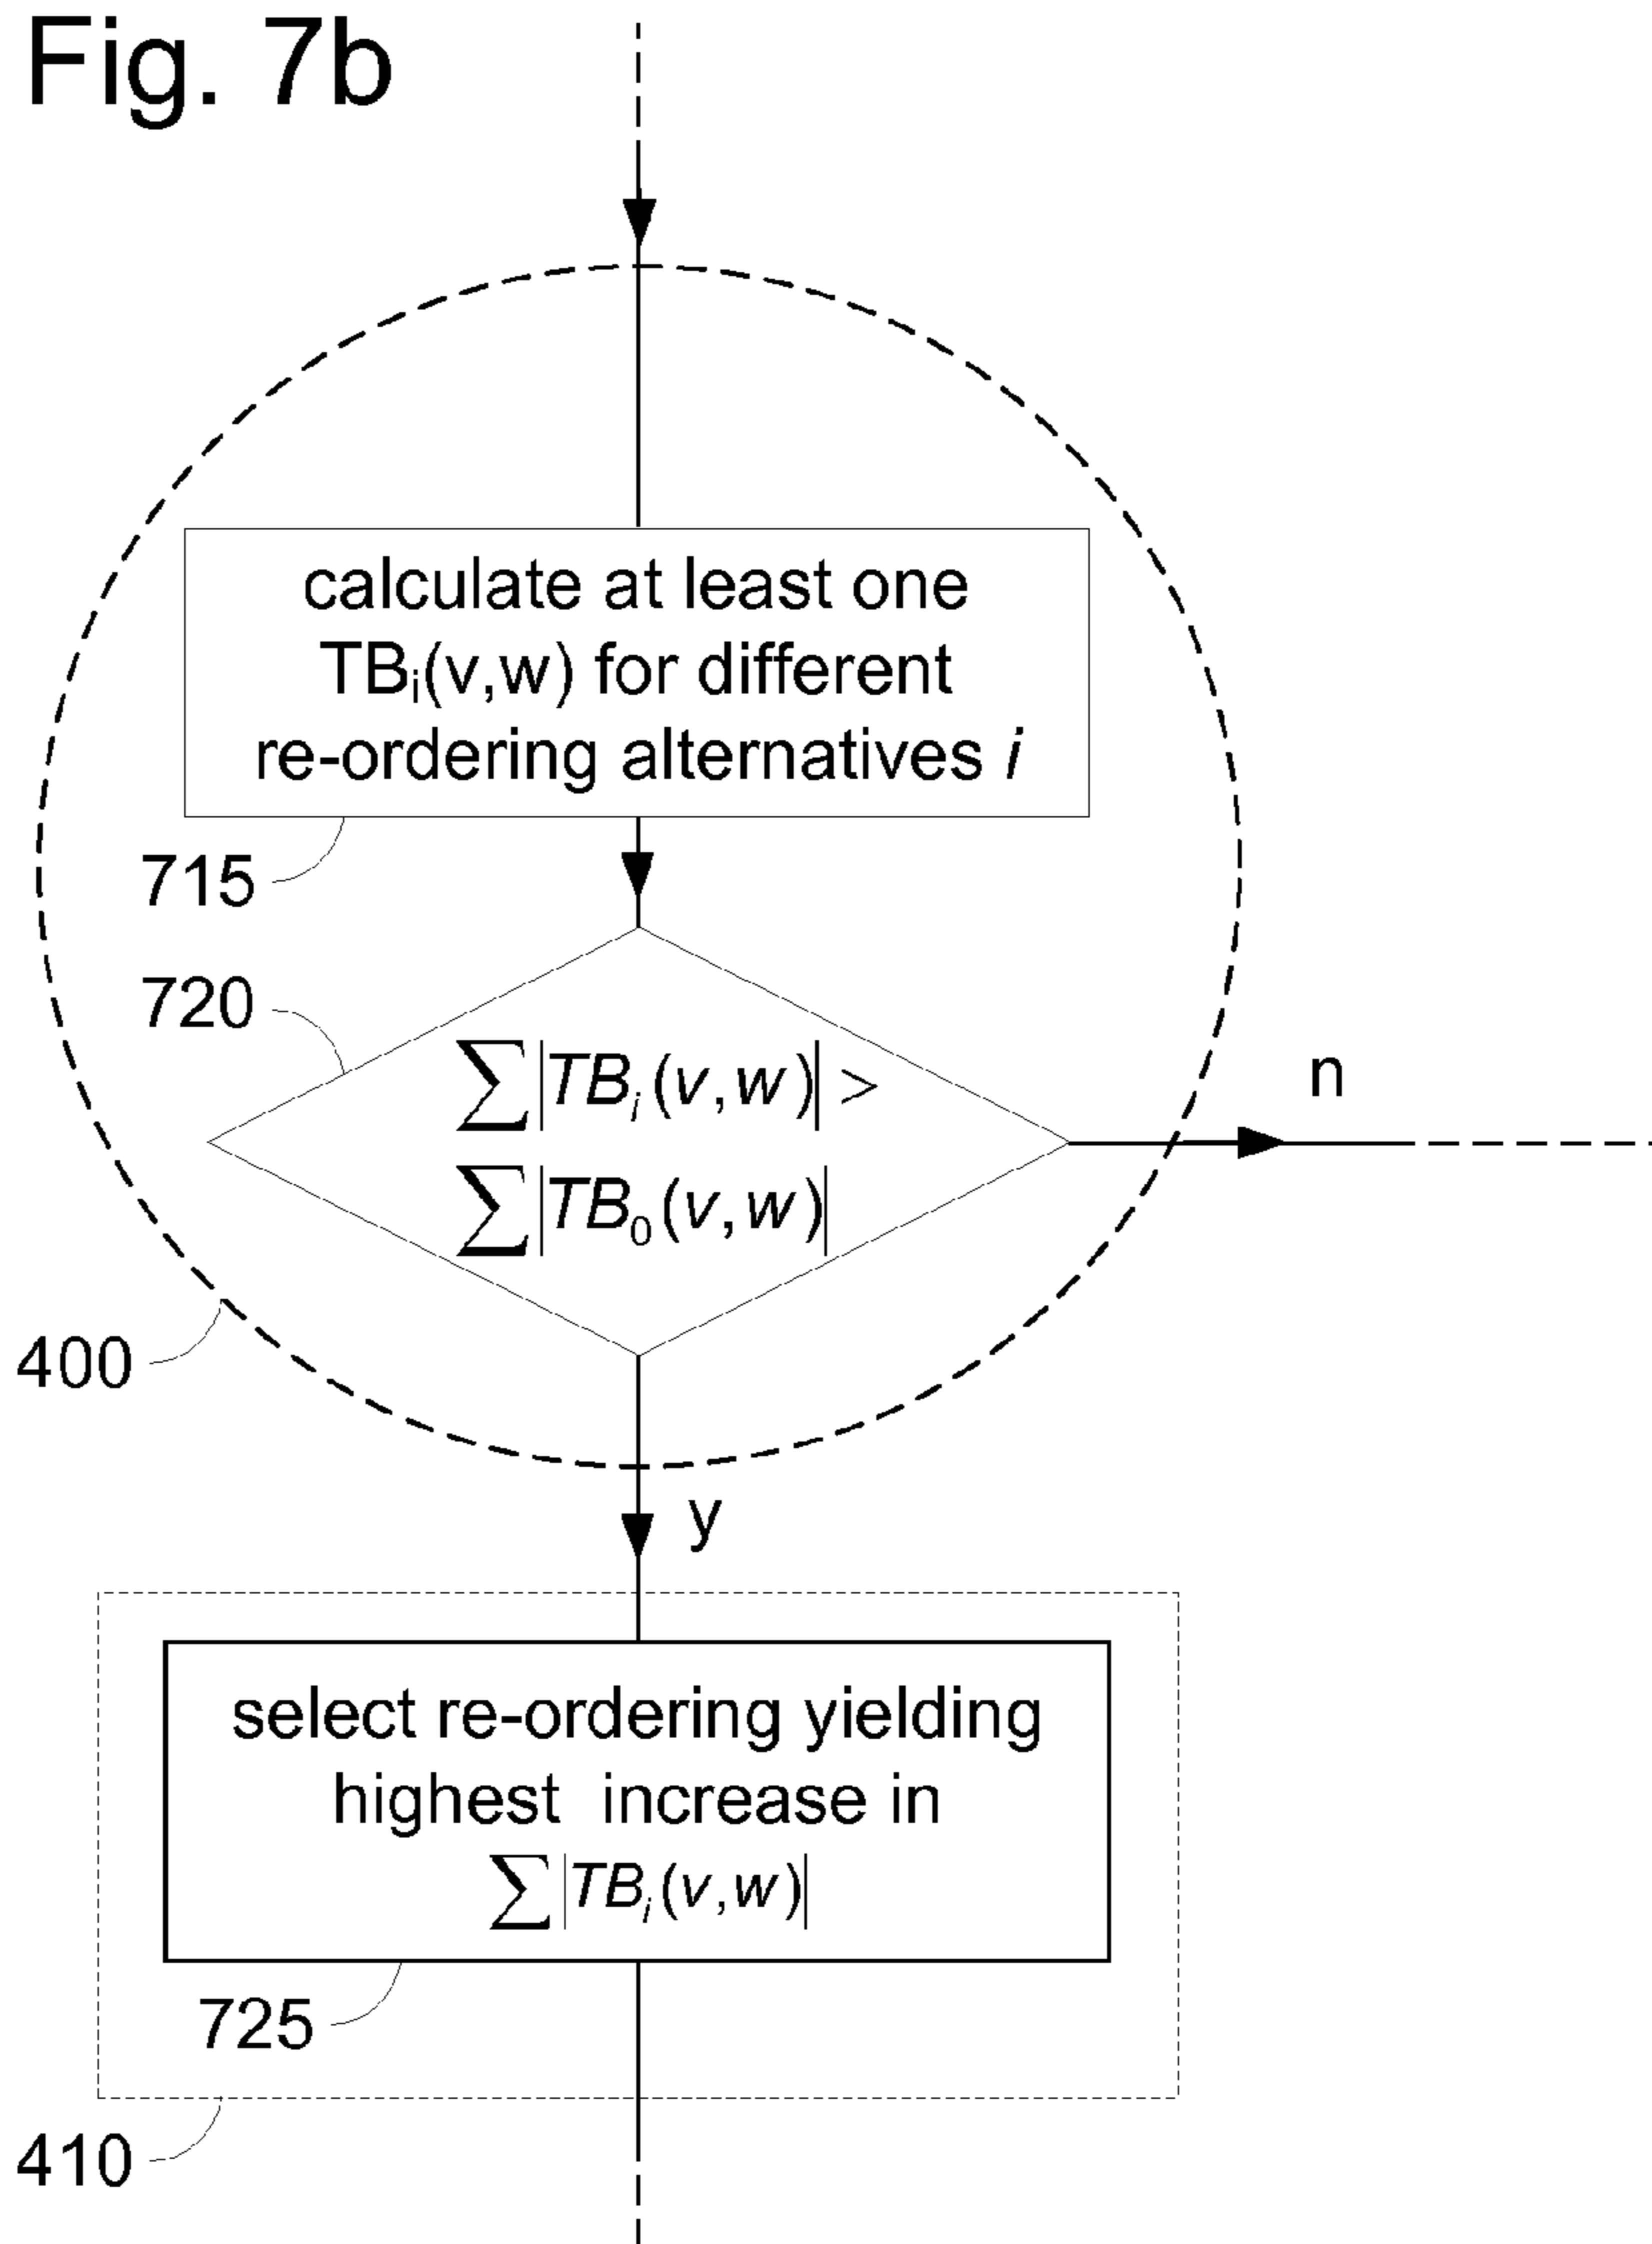 Fig. 7b
calculate at least one
TBᵢ(v,w) for different
re-ordering alternatives i
715
720
∑|TBᵢ(v,w)| >
∑|TB₀(v,w)|
n
400
y
select re-ordering yielding
highest increase in
∑|TBᵢ(v,w)|
725
410